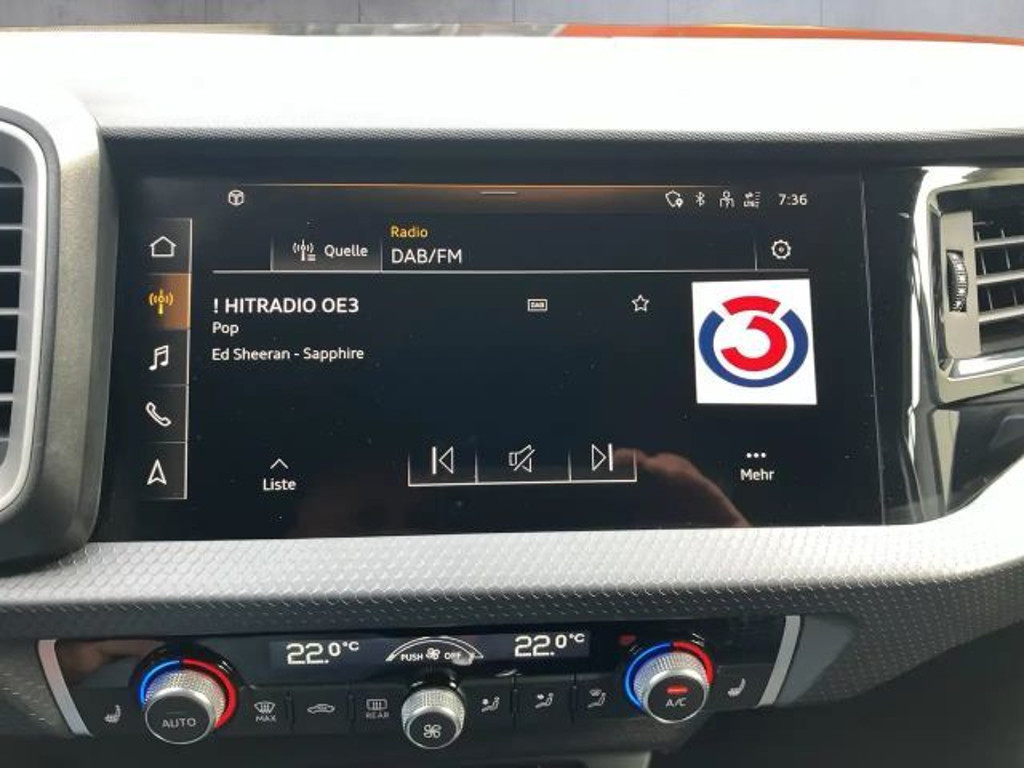 7:36
Quelle
Radio
DAB/FM
! HITRADIO OE3
DAB
Pop
Ed Sheeran - Sapphire
3
Liste
Mehr
22.0°C
PUSH OFF
22.0°C
AUTO
MAX
REAR
A/C